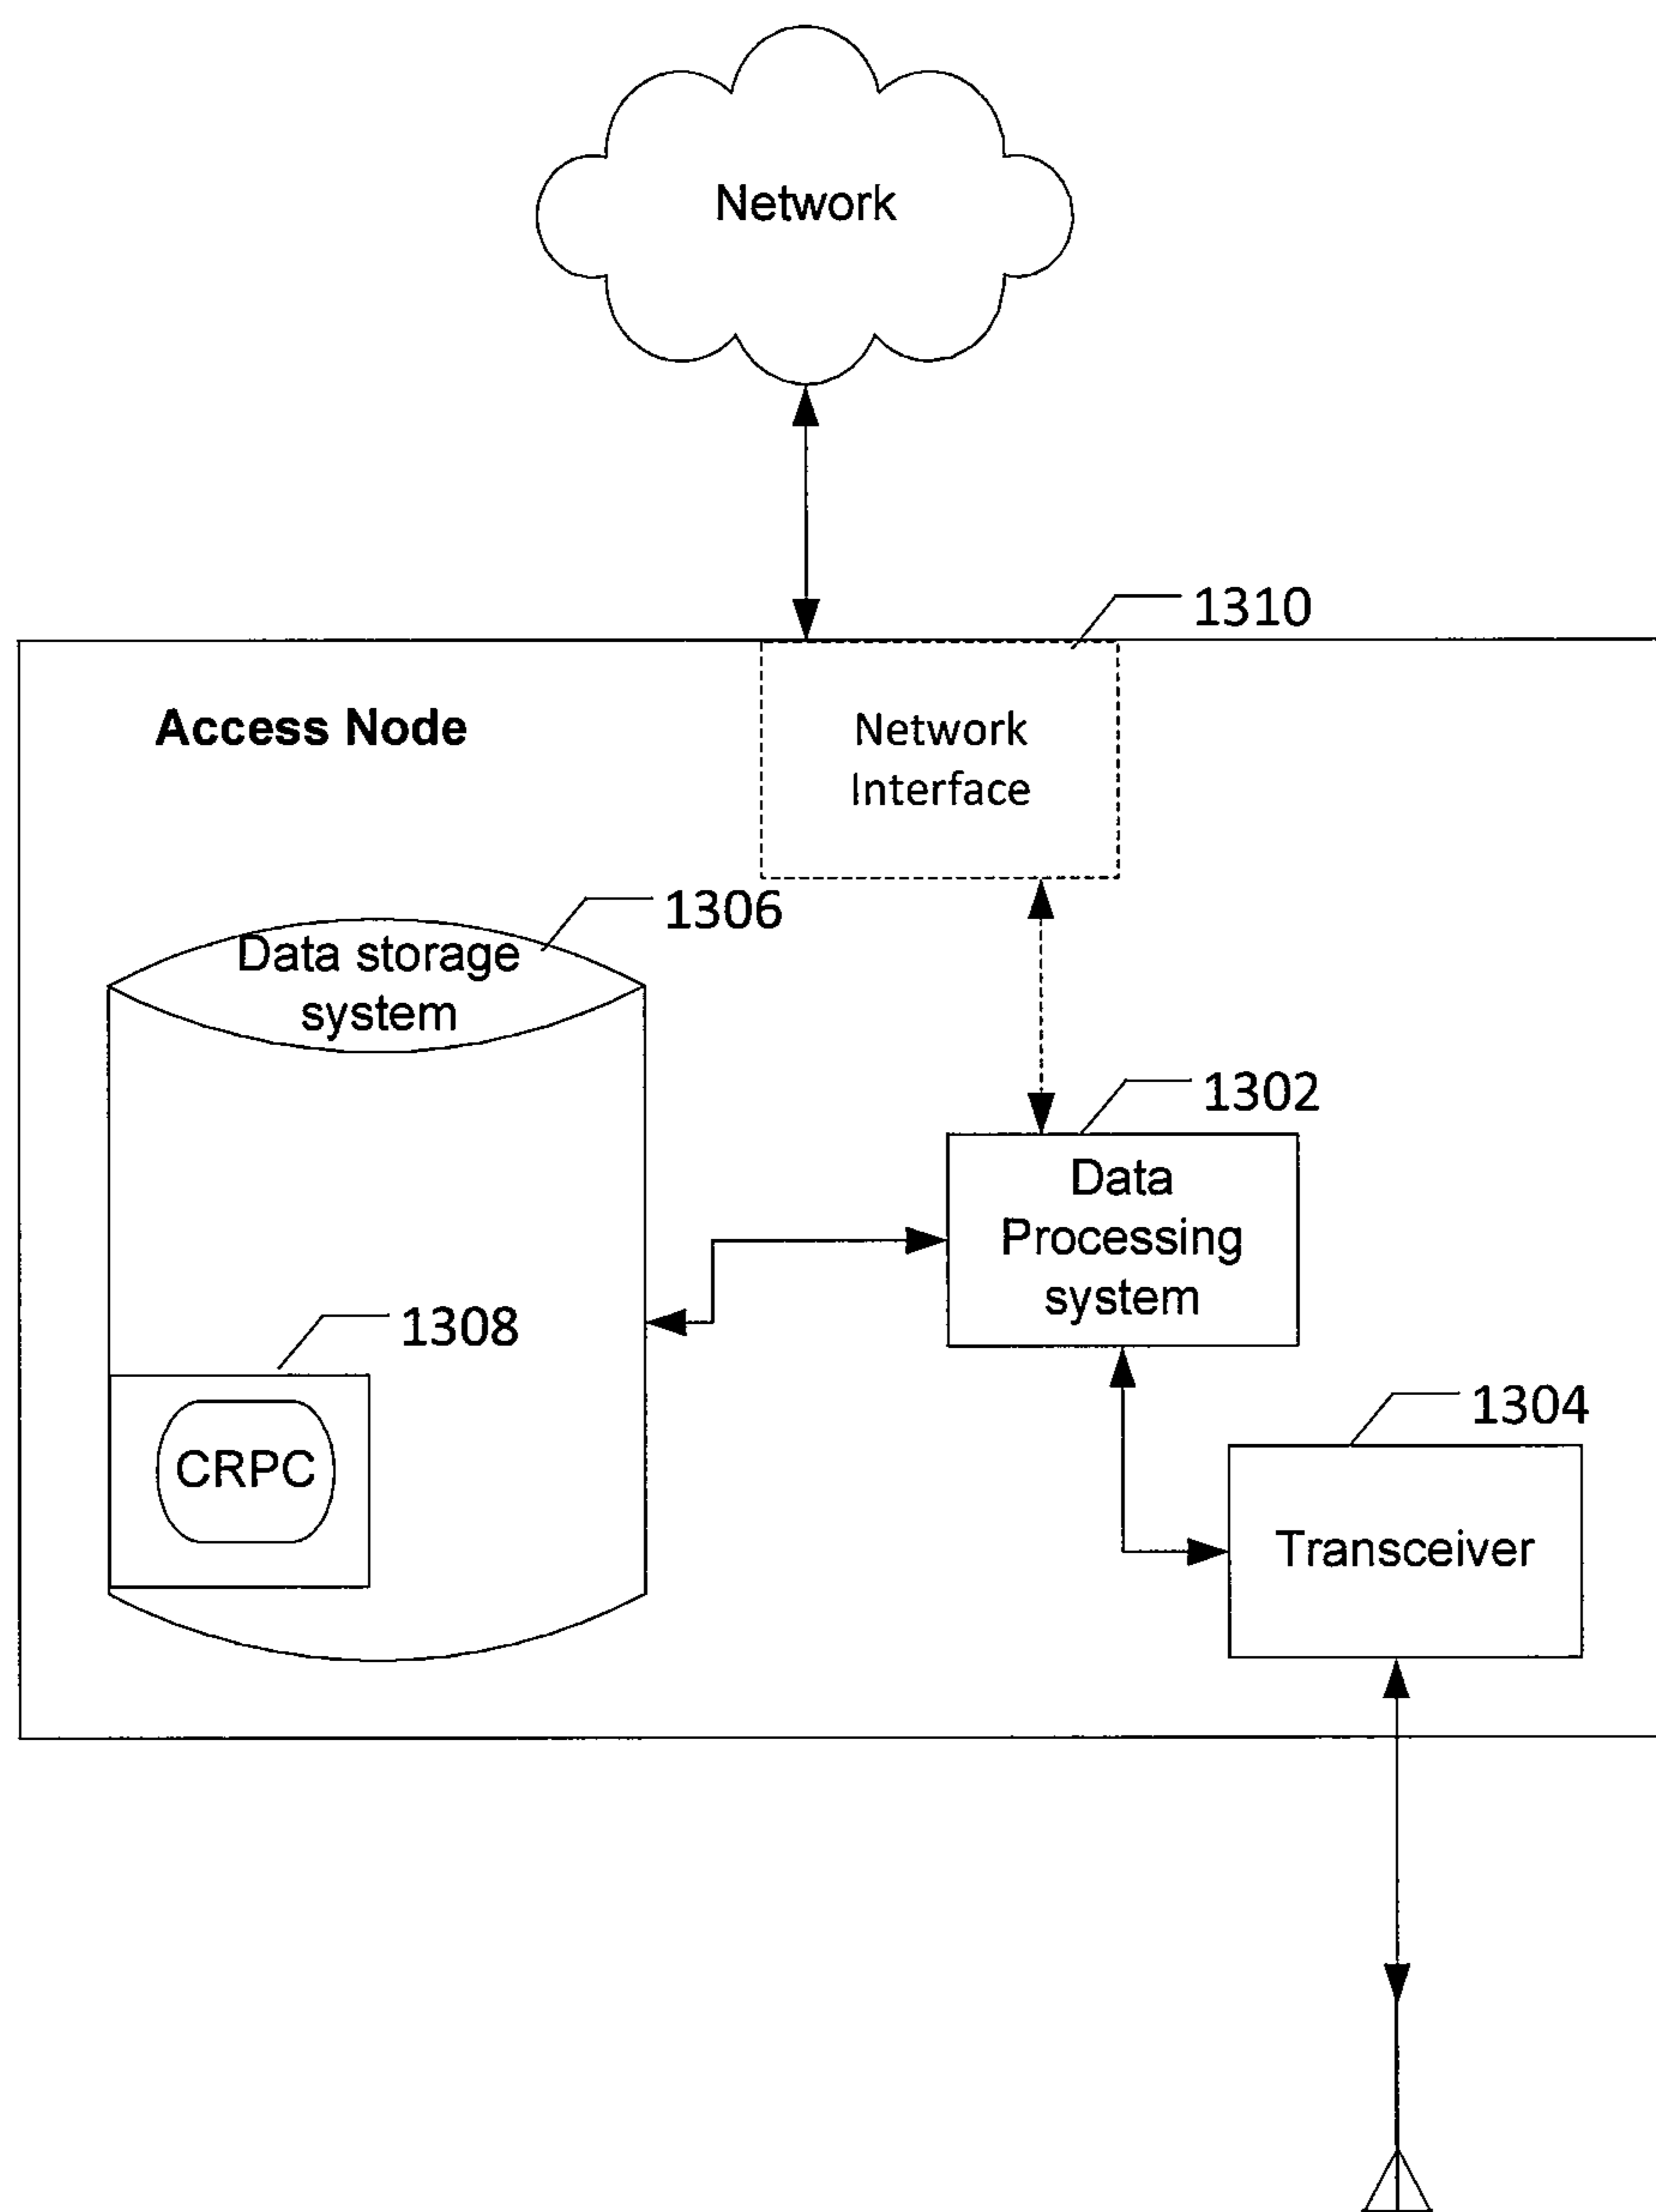 Network
1310
Access Node
Network
Interface
1306
Data storage
system
1302
Data
Processing
system
1308
CRPC
1304
Transceiver